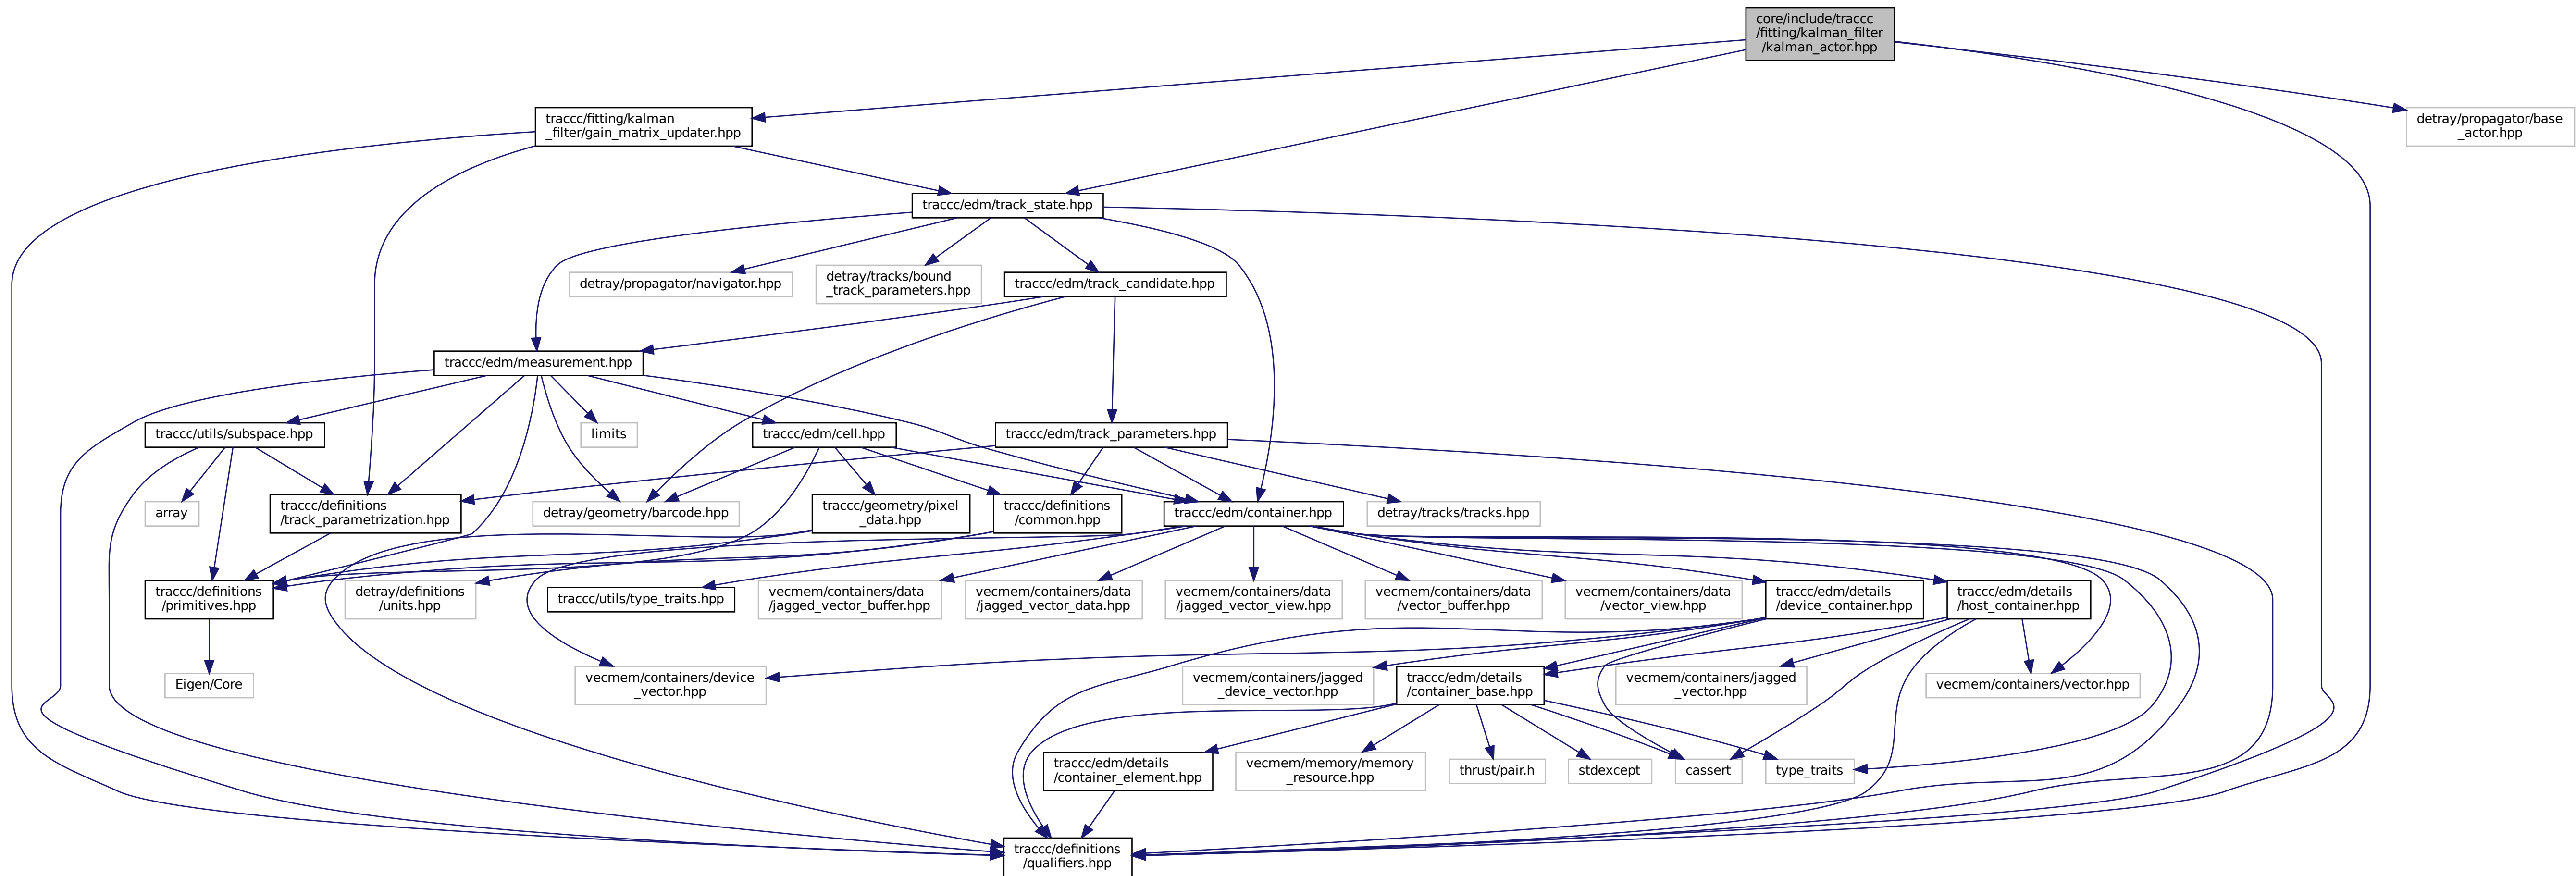 core/include/traccc
/fitting/kalman_filter
/kalman_actor.hpp
traccc/fitting/kalman
_filter/gain_matrix_updater.hpp
detray/propagator/base
_actor.hpp
traccc/edm/track_state.hpp
detray/propagator/navigator.hpp
detray/tracks/bound
_track_parameters.hpp
traccc/edm/track_candidate.hpp
traccc/edm/measurement.hpp
traccc/utils/subspace.hpp
limits
traccc/edm/cell.hpp
traccc/edm/track_parameters.hpp
array
traccc/definitions
/track_parametrization.hpp
detray/geometry/barcode.hpp
traccc/geometry/pixel
_data.hpp
traccc/definitions
/common.hpp
traccc/edm/container.hpp
detray/tracks/tracks.hpp
traccc/definitions
/primitives.hpp
detray/definitions
/units.hpp
traccc/utils/type_traits.hpp
vecmem/containers/data
/jagged_vector_buffer.hpp
vecmem/containers/data
/jagged_vector_data.hpp
vecmem/containers/data
/jagged_vector_view.hpp
vecmem/containers/data
/vector_buffer.hpp
vecmem/containers/data
/vector_view.hpp
traccc/edm/details
/device_container.hpp
traccc/edm/details
/host_container.hpp
Eigen/Core
vecmem/containers/device
_vector.hpp
vecmem/containers/jagged
_device_vector.hpp
traccc/edm/details
/container_base.hpp
vecmem/containers/jagged
_vector.hpp
vecmem/containers/vector.hpp
traccc/edm/details
/container_element.hpp
vecmem/memory/memory
_resource.hpp
thrust/pair.h
stdexcept
cassert
type_traits
traccc/definitions
/qualifiers.hpp